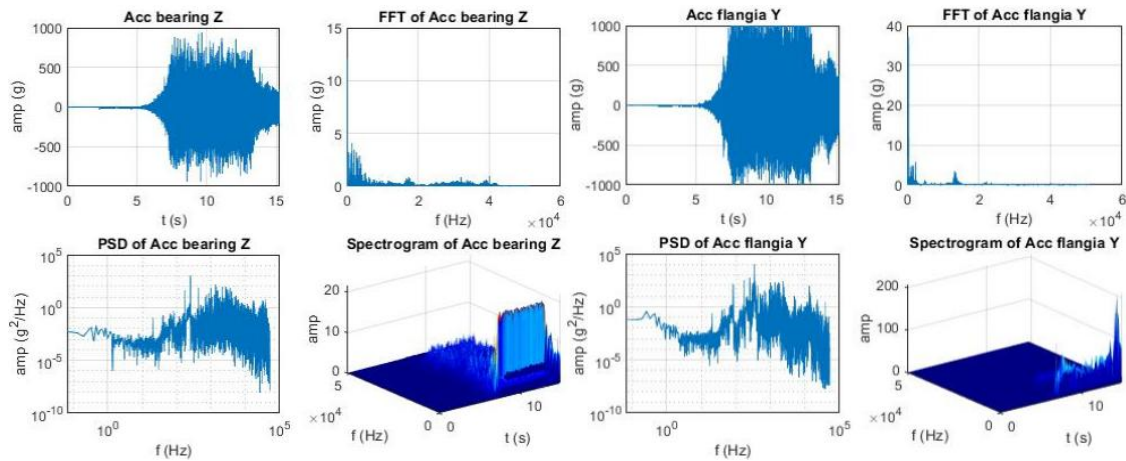 Acc bearing Z
1000
500
0
-500
-1000
amp (g)
0 5 10 15
t (s)
FFT of Acc bearing Z
15
10
5
0
amp (g)
0 2 4 6
×10⁴
f (Hz)
Acc flangia Y
1000
500
0
-500
-1000
amp (g)
0 5 10 15
t (s)
FFT of Acc flangia Y
40
30
20
10
0
amp (g)
0 2 4 6
×10⁴
f (Hz)
PSD of Acc bearing Z
10⁵
10⁰
10⁻⁵
10⁻¹⁰
amp (g²/Hz)
10⁰ 10⁵
f (Hz)
Spectrogram of Acc bearing Z
20
10
0
amp
5
×10⁴
0 0
10
f (Hz)
t (s)
PSD of Acc flangia Y
10⁵
10⁰
10⁻⁵
10⁻¹⁰
amp (g²/Hz)
10⁰ 10⁵
f (Hz)
Spectrogram of Acc flangia Y
200
100
0
amp
5
×10⁴
0 0
10
f (Hz)
t (s)